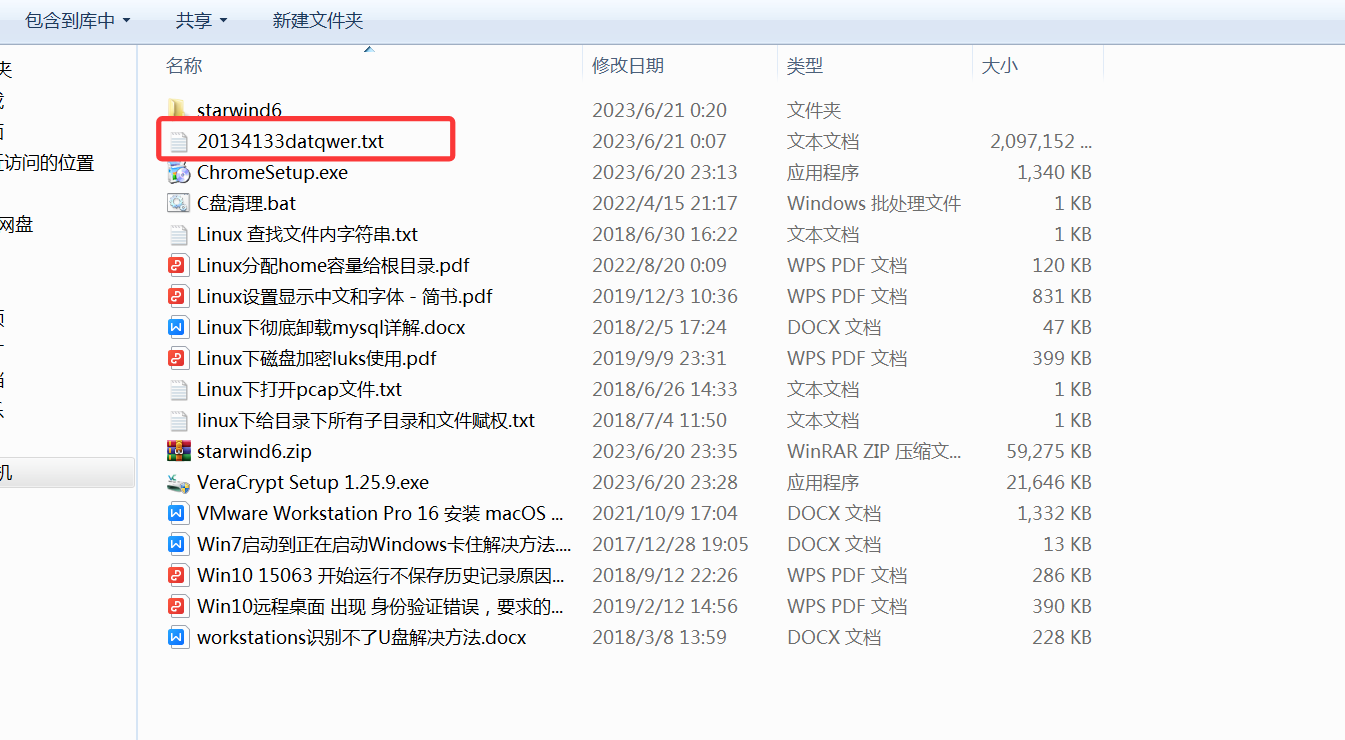 包含到库中 共享 新建文件夹
名称 修改日期 类型 大小
夹
starwind6 2023/6/21 0:20 文件夹
20134133datqwer.txt 2023/6/21 0:07 文本文档 2,097,152 ...
访问的位置 ChromeSetup.exe 2023/6/20 23:13 应用程序 1,340 KB
C盘清理.bat 2022/4/15 21:17 Windows 批处理文件 1 KB
网盘 Linux 查找文件内字符串.txt 2018/6/30 16:22 文本文档 1 KB
Linux分配home容量给根目录.pdf 2022/8/20 0:09 WPS PDF 文档 120 KB
Linux设置显示中文和字体 - 简书.pdf 2019/12/3 10:36 WPS PDF 文档 831 KB
Linux下彻底卸载mysql详解.docx 2018/2/5 17:24 DOCX 文档 47 KB
Linux下磁盘加密luks使用.pdf 2019/9/9 23:31 WPS PDF 文档 399 KB
Linux下打开pcap文件.txt 2018/6/26 14:33 文本文档 1 KB
linux下给目录下所有子目录和文件赋权.txt 2018/7/4 11:50 文本文档 1 KB
starwind6.zip 2023/6/20 23:35 WinRAR ZIP 压缩文... 59,275 KB
机 VeraCrypt Setup 1.25.9.exe 2023/6/20 23:28 应用程序 21,646 KB
VMware Workstation Pro 16 安装 macOS ... 2021/10/9 17:04 DOCX 文档 1,332 KB
Win7启动到正在启动Windows卡住解决方法.... 2017/12/28 19:05 DOCX 文档 13 KB
Win10 15063 开始运行不保存历史记录原因... 2018/9/12 22:26 WPS PDF 文档 286 KB
Win10远程桌面 出现 身份验证错误，要求的... 2019/2/12 14:56 WPS PDF 文档 390 KB
workstations识别不了U盘解决方法.docx 2018/3/8 13:59 DOCX 文档 228 KB